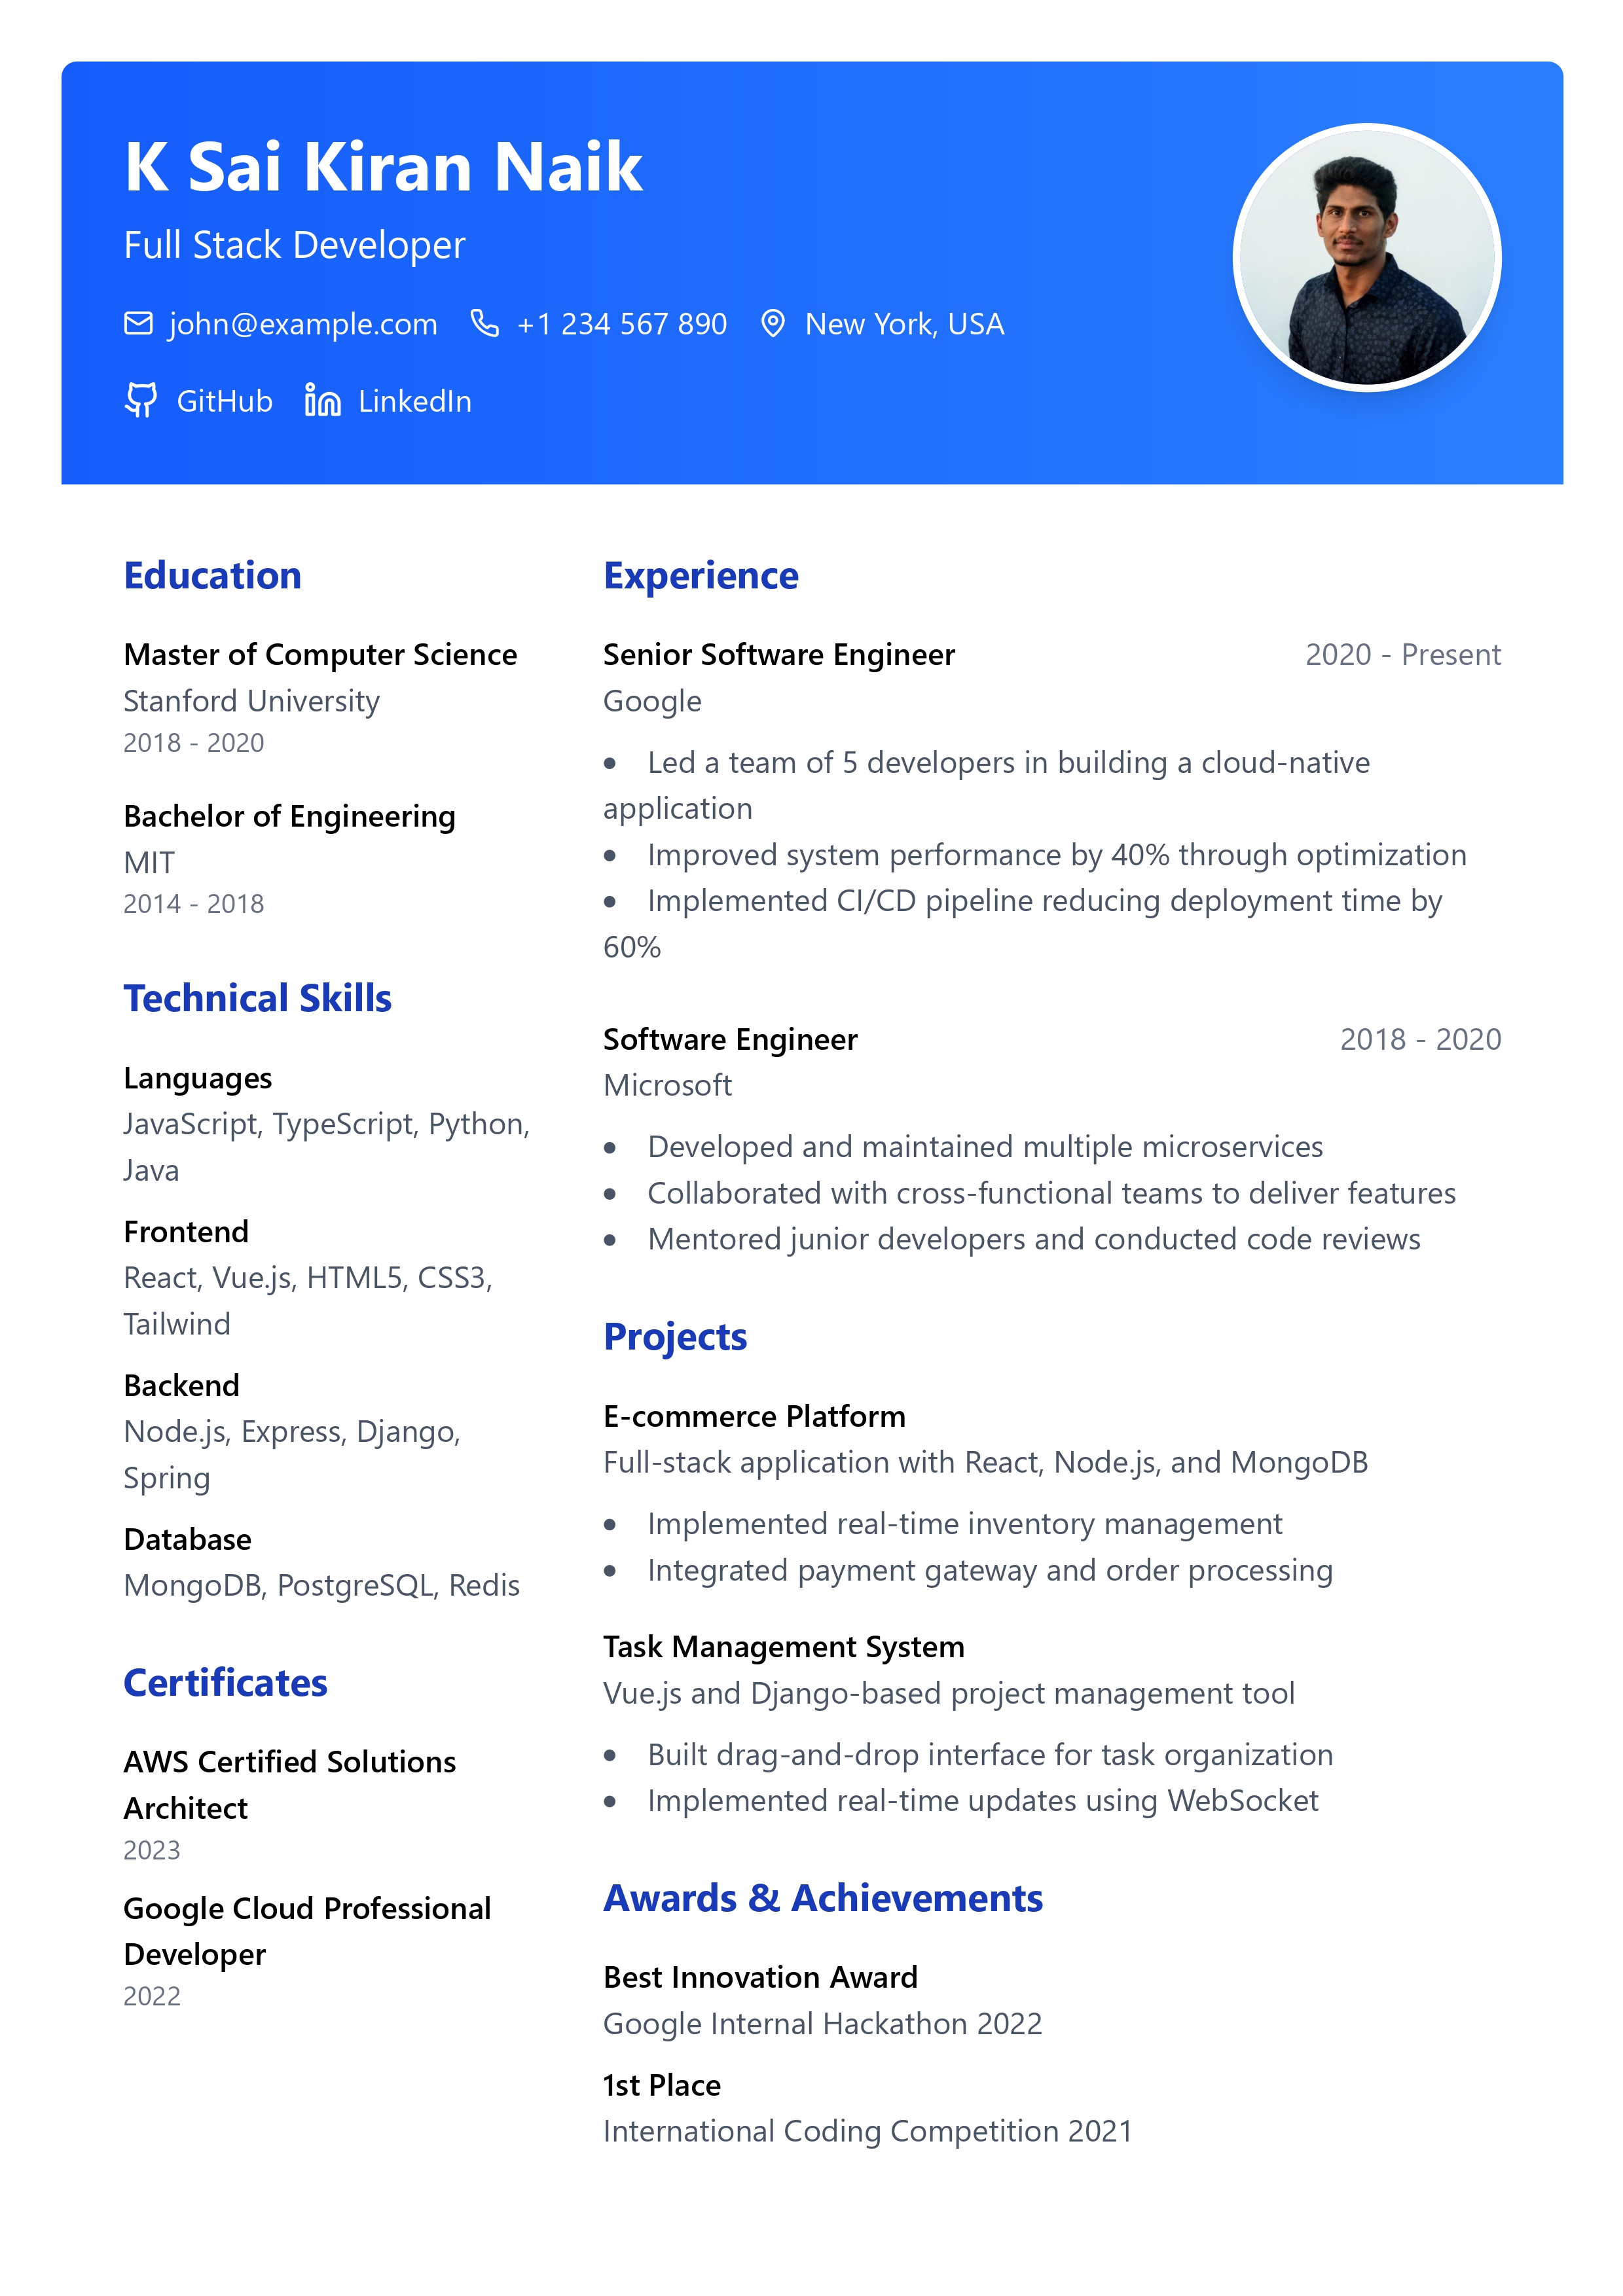 K Sai Kiran Naik
Full Stack Developer
john@example.com +1 234 567 890 New York, USA
GitHub LinkedIn
Education
Master of Computer Science
Stanford University
2018 - 2020
Bachelor of Engineering
MIT
2014 - 2018
Technical Skills
Languages
JavaScript, TypeScript, Python,
Java
Frontend
React, Vue.js, HTML5, CSS3,
Tailwind
Backend
Node.js, Express, Django,
Spring
Database
MongoDB, PostgreSQL, Redis
Certificates
AWS Certified Solutions
Architect
2023
Google Cloud Professional
Developer
2022
Experience
Senior Software Engineer 2020 - Present
Google
• Led a team of 5 developers in building a cloud-native
application
• Improved system performance by 40% through optimization
• Implemented CI/CD pipeline reducing deployment time by
60%
Software Engineer 2018 - 2020
Microsoft
• Developed and maintained multiple microservices
• Collaborated with cross-functional teams to deliver features
• Mentored junior developers and conducted code reviews
Projects
E-commerce Platform
Full-stack application with React, Node.js, and MongoDB
• Implemented real-time inventory management
• Integrated payment gateway and order processing
Task Management System
Vue.js and Django-based project management tool
• Built drag-and-drop interface for task organization
• Implemented real-time updates using WebSocket
Awards & Achievements
Best Innovation Award
Google Internal Hackathon 2022
1st Place
International Coding Competition 2021